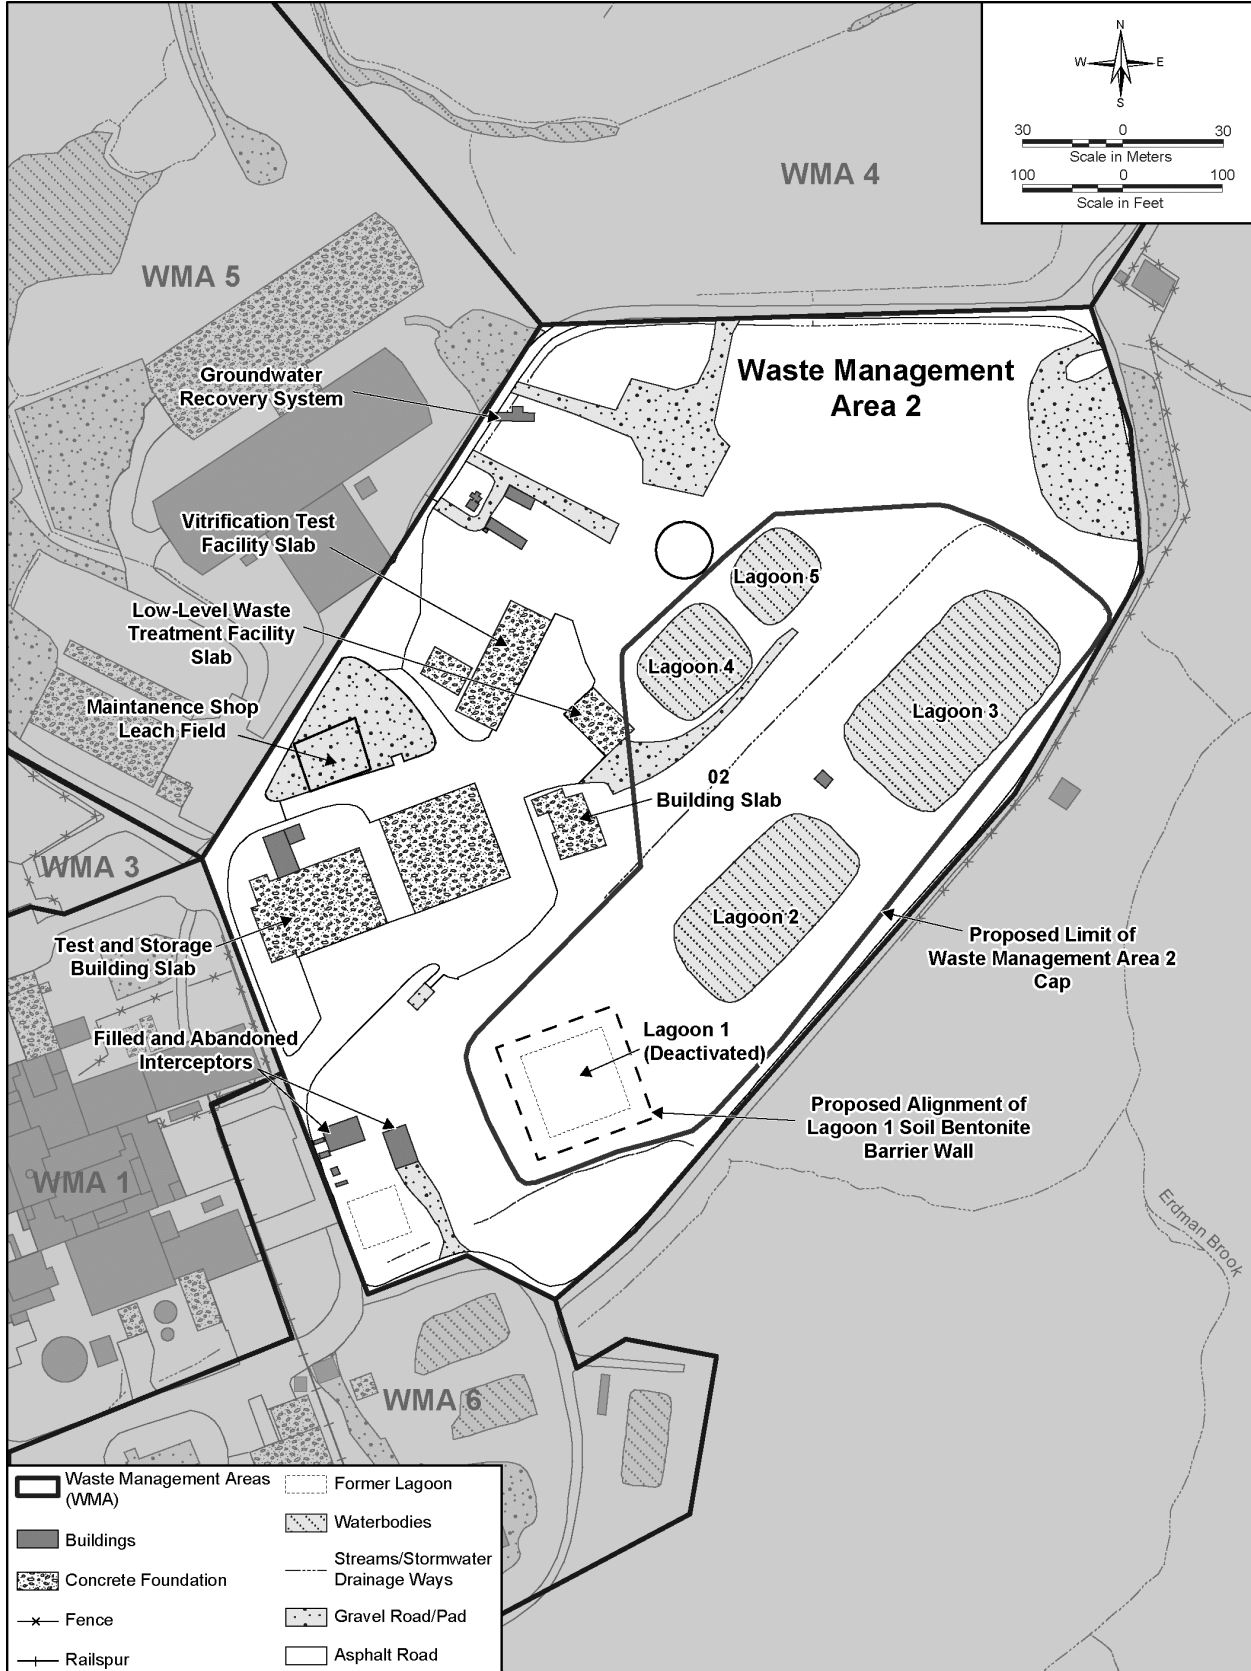 N
W E
S
30 0 30
Scale in Meters
100 0 100
Scale in Feet
WMA 4
WMA 5
Waste Management
Area 2
Groundwater
Recovery System
Vitrification Test
Facility Slab
Low-Level Waste
Treatment Facility
Slab
Maintanence Shop
Leach Field
Lagoon 5
Lagoon 4
Lagoon 3
02
Building Slab
WMA 3
Lagoon 2
Test and Storage
Building Slab
Proposed Limit of
Waste Management Area 2
Cap
Filled and Abandoned
Interceptors
Lagoon 1
(Deactivated)
Proposed Alignment of
Lagoon 1 Soil Bentonite
Barrier Wall
WMA 1
Erdman Brook
WMA 6
Waste Management Areas
(WMA)
Buildings
Concrete Foundation
Fence
Railspur
Former Lagoon
Waterbodies
Streams/Stormwater
Drainage Ways
Gravel Road/Pad
Asphalt Road